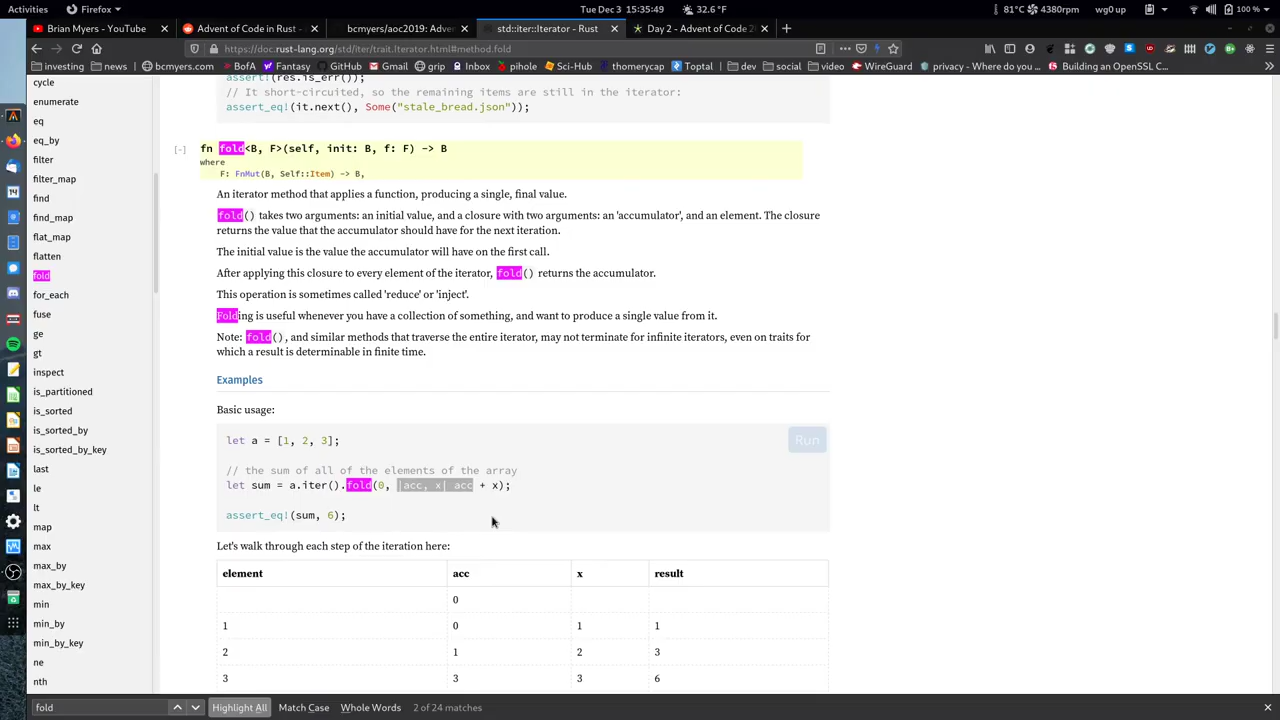 Activities Firefox Tue Dec 3 15:35:49 32.6 °F 81°C 4380rpm wg0 up 100 %
Brian Myers - YouTube Advent of Code in Rust - bcmyers/aoc2019: Adve std::iter::Iterator - Rust Day 2 - Advent of Code 2
https://doc.rust-lang.org/std/iter/trait.Iterator.html#method.fold
investing news bcmyers.com BofA Fantasy GitHub Gmail grip Inbox pihole Sci-Hub thomerycap Toptal dev social video WireGuard privacy - Where do you ... Building an OpenSSL C...
cycle
enumerate
eq
eq_by
filter
filter_map
find
find_map
flat_map
flatten
fold
for_each
fuse
ge
gt
inspect
is_partitioned
is_sorted
is_sorted_by
is_sorted_by_key
last
le
lt
map
max
max_by
max_by_key
min
min_by
min_by_key
ne
nth
assert!(res.is_err());
// It short-circuited, so the remaining items are still in the iterator:
assert_eq!(it.next(), Some("stale_bread.json"));
[-] fn fold<B, F>(self, init: B, f: F) -> B
where
F: FnMut(B, Self::Item) -> B,
An iterator method that applies a function, producing a single, final value.
fold() takes two arguments: an initial value, and a closure with two arguments: an 'accumulator', and an element. The closure
returns the value that the accumulator should have for the next iteration.
The initial value is the value the accumulator will have on the first call.
After applying this closure to every element of the iterator, fold() returns the accumulator.
This operation is sometimes called 'reduce' or 'inject'.
Folding is useful whenever you have a collection of something, and want to produce a single value from it.
Note: fold(), and similar methods that traverse the entire iterator, may not terminate for infinite iterators, even on traits for
which a result is determinable in finite time.
Examples
Basic usage:
let a = [1, 2, 3];
Run
// the sum of all of the elements of the array
let sum = a.iter().fold(0, |acc, x| acc + x);
assert_eq!(sum, 6);
Let's walk through each step of the iteration here:
element acc x result
0
1 0 1 1
2 1 2 3
3 3 3 6
fold Highlight All Match Case Whole Words 2 of 24 matches